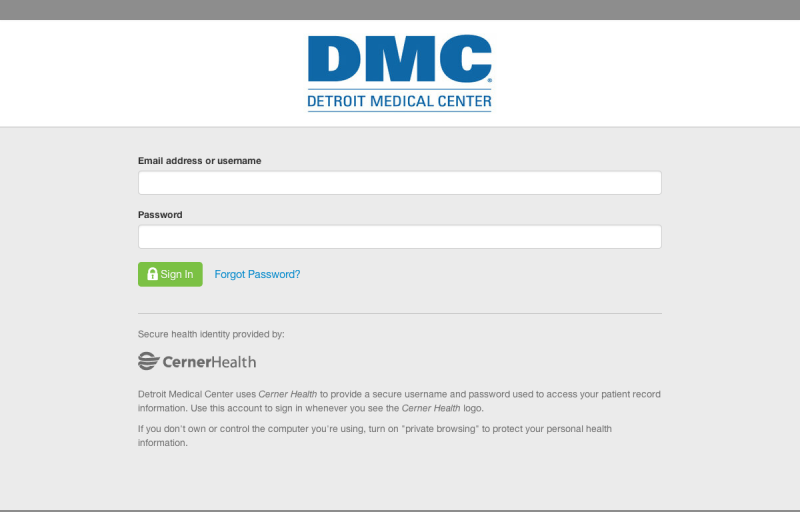 DMC®
DETROIT MEDICAL CENTER
Email address or username
Password
Sign In Forgot Password?
Secure health identity provided by:
CernerHealth
Detroit Medical Center uses Cerner Health to provide a secure username and password used to access your patient record
information. Use this account to sign in whenever you see the Cerner Health logo.
If you don't own or control the computer you're using, turn on "private browsing" to protect your personal health
information.